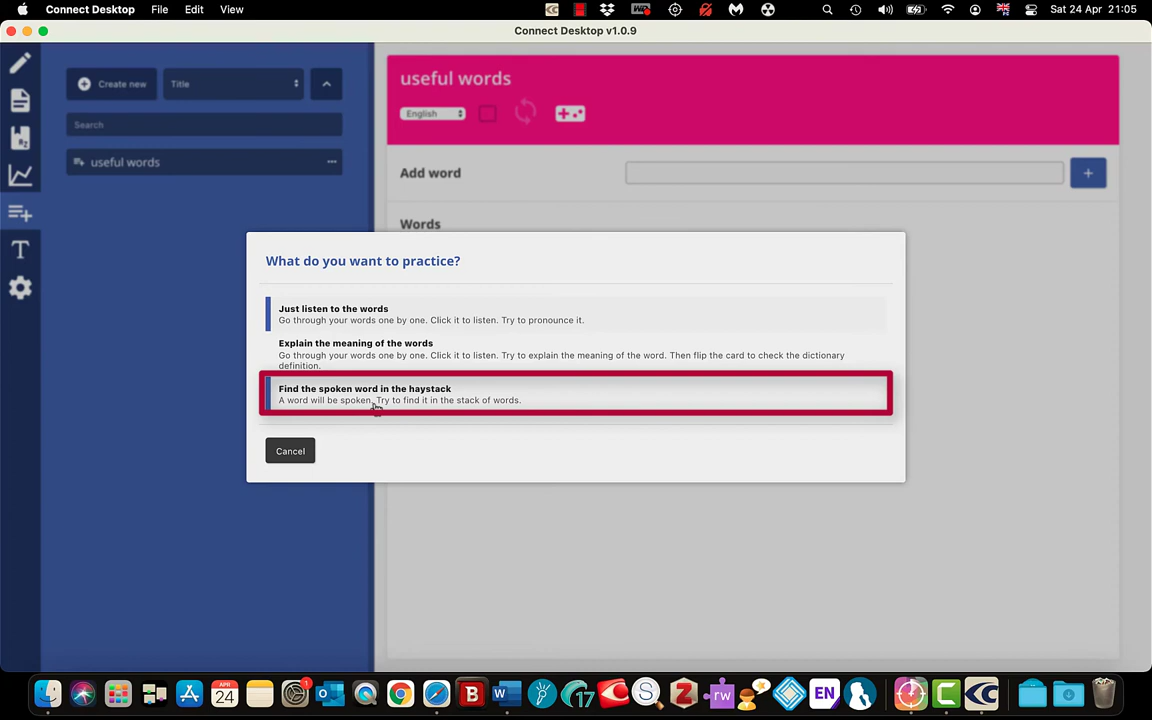 Connect Desktop File Edit View Sat 24 Apr 21:05
Connect Desktop v1.0.9
Create new Title
Search
useful words
useful words
English
Add word +
Words
What do you want to practice?
Just listen to the words
Go through your words one by one. Click it to listen. Try to pronounce it.
Explain the meaning of the words
Go through your words one by one. Click it to listen. Try to explain the meaning of the word. Then flip the card to check the dictionary
definition.
Find the spoken word in the haystack
A word will be spoken. Try to find it in the stack of words.
Cancel
APR
24 1 B W 17 S Z rw EN C CC